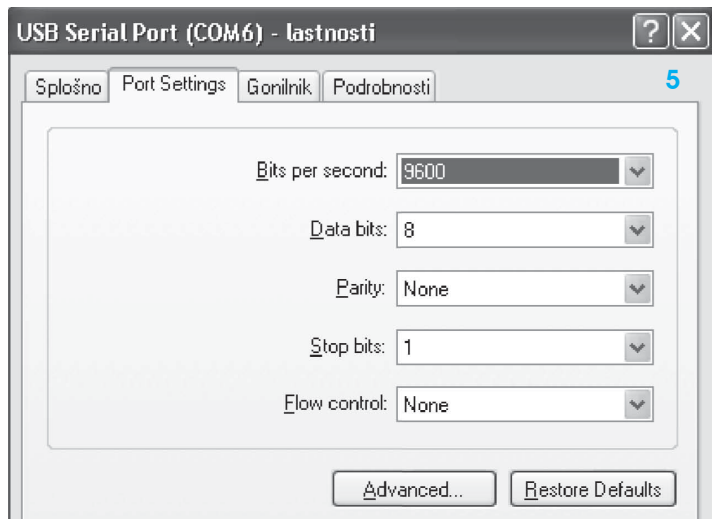 USB Serial Port (COM6) - lastnosti
Splošno Port Settings Gonilnik Podrobnosti 5
Bits per second: 9600
Data bits: 8
Parity: None
Stop bits: 1
Flow control: None
Advanced... Restore Defaults